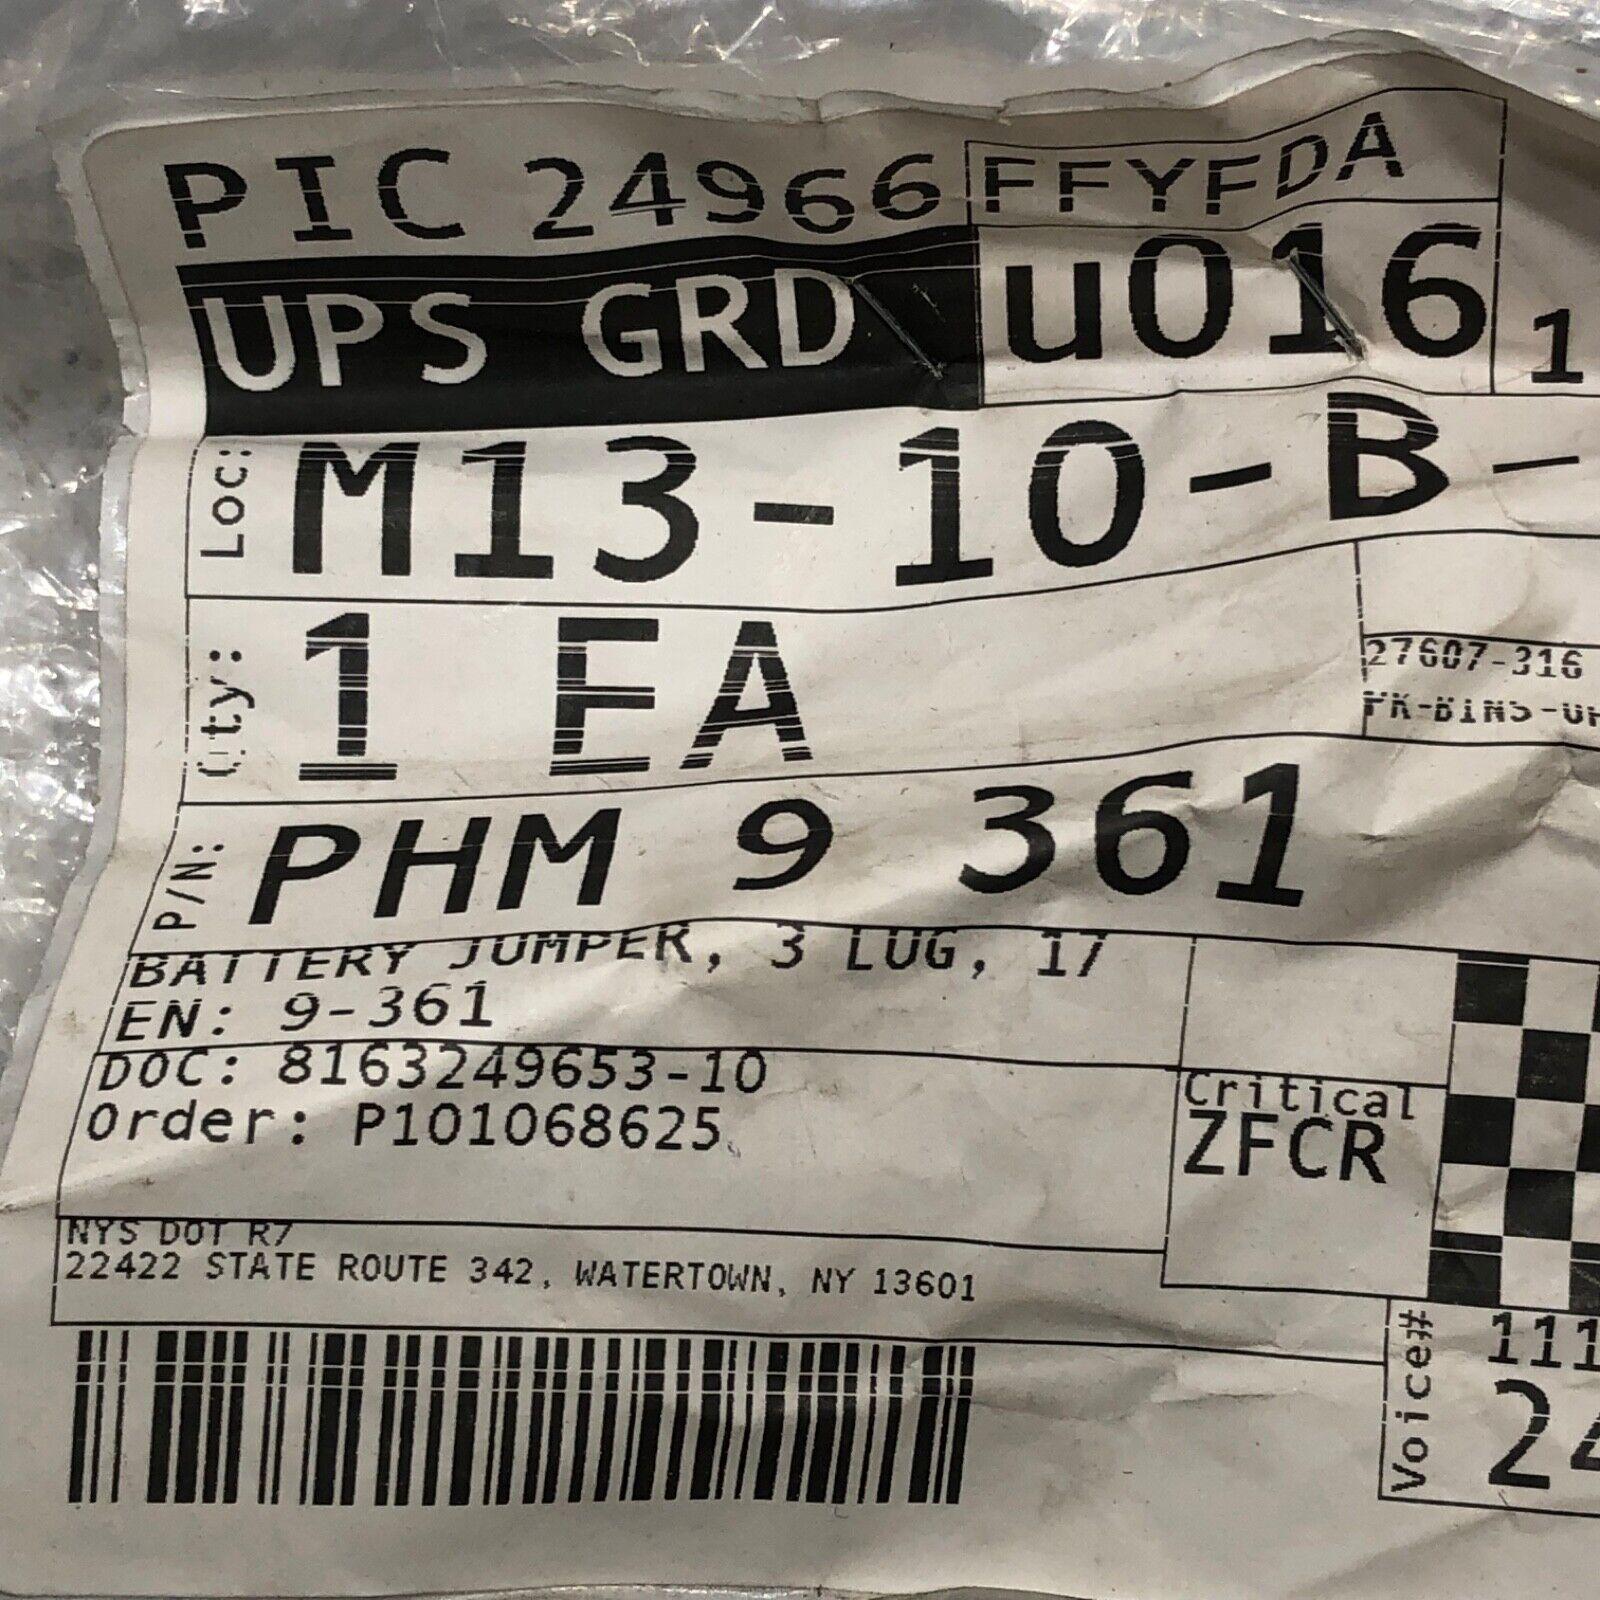 PIC 24966 FFYFDA
UPS GRD u016 1
Loc: M13-10-B-
Qty: 1 EA
27607-316
P/N: PHM 9 361
BATTERY JUMPER, 3 LUG, 17
EN: 9-361
DOC: 8163249653-10
Order: P101068625
Critical
ZFCR
NYS DOT R7
22422 STATE ROUTE 342, WATERTOWN, NY 13601
Voice# 111
24